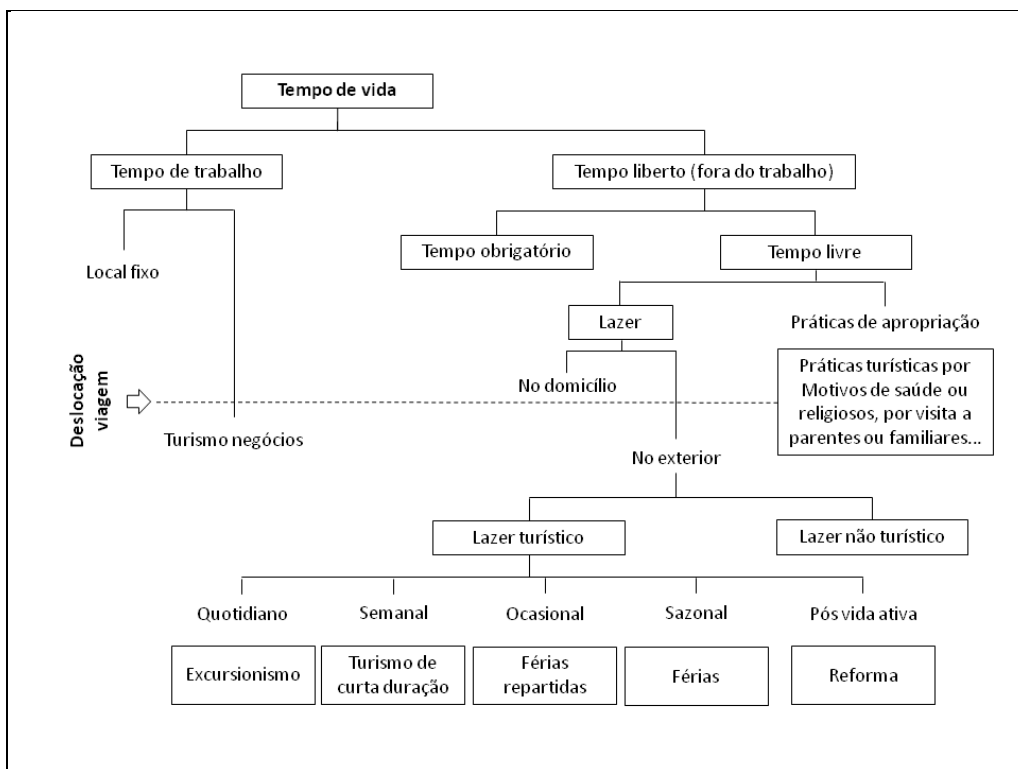 Tempo de vida
Tempo de trabalho
Tempo liberto (fora do trabalho)
Tempo obrigatório
Tempo livre
Local fixo
Lazer
Práticas de apropriação
No domicílio
Práticas turísticas por
Motivos de saúde ou
religiosos, por visita a
parentes ou familiares...
Deslocação
viagem
Turismo negócios
No exterior
Lazer turístico
Lazer não turístico
Quotidiano
Semanal
Ocasional
Sazonal
Pós vida ativa
Excursionismo
Turismo de
curta duração
Férias
repartidas
Férias
Reforma